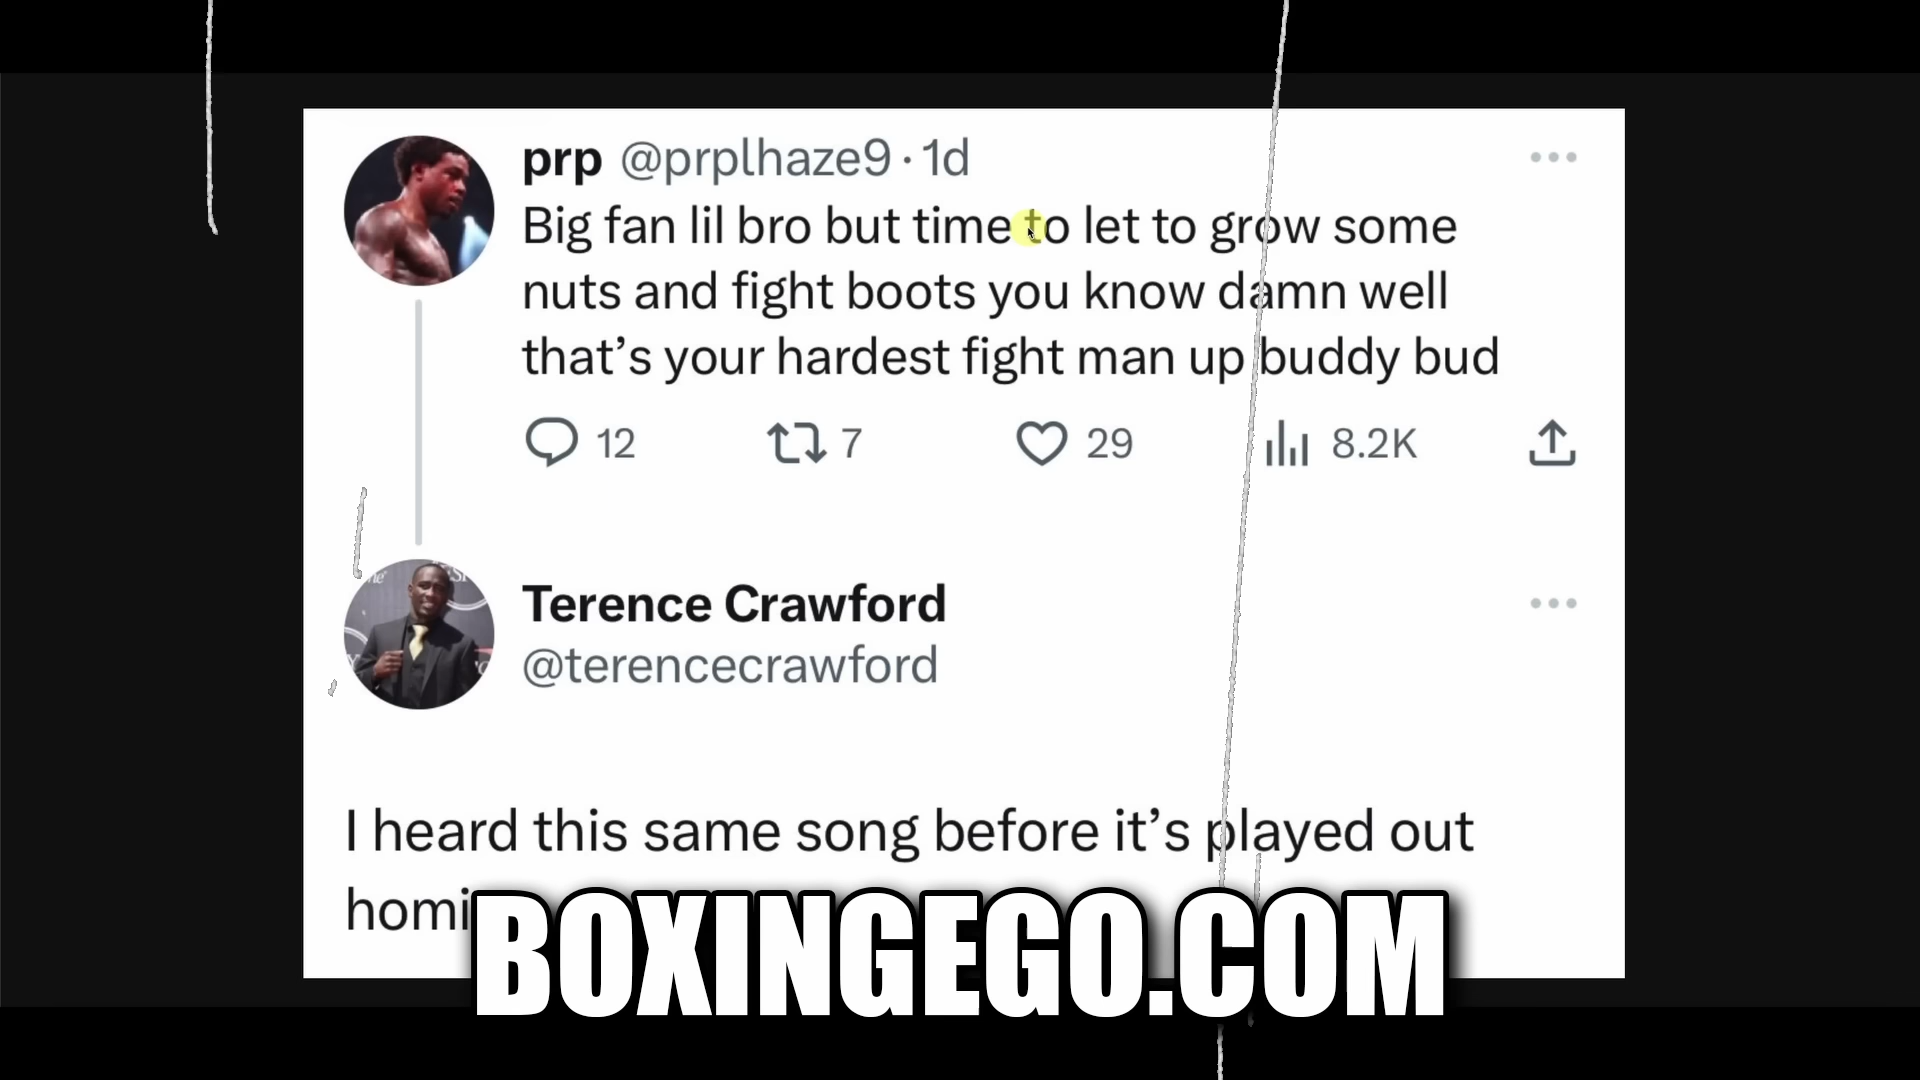 prp @prplhaze9 · 1d
Big fan lil bro but time to let to grow some
nuts and fight boots you know damn well
that’s your hardest fight man up buddy bud
12 7 29 8.2K
Terence Crawford
@terencecrawford
I heard this same song before it’s played out
BOXINGEGO.COM